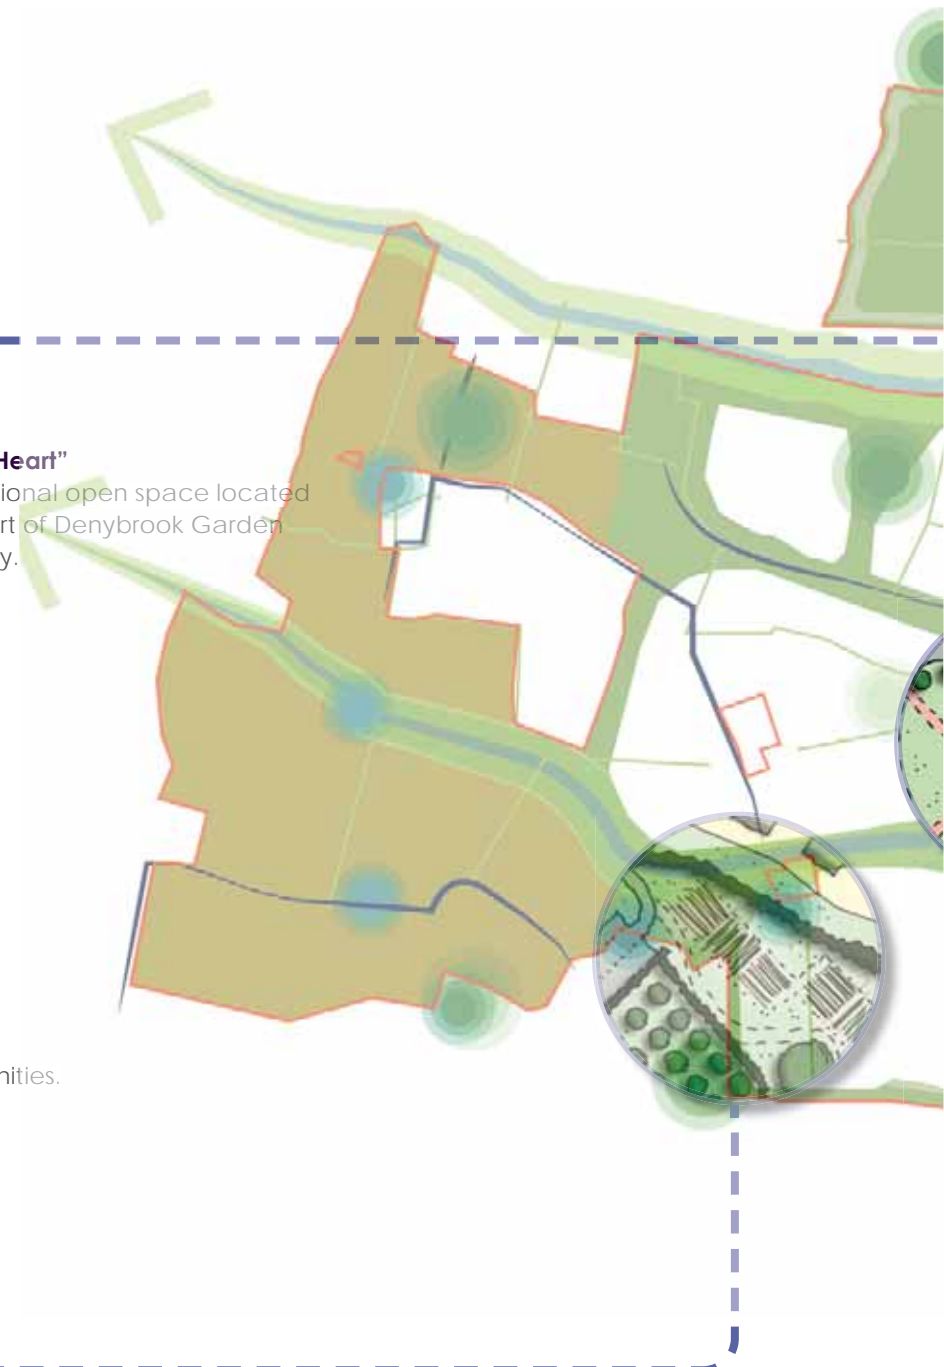 Heart”
ional open space located
rt of Denybrook Garden
y.
nities.